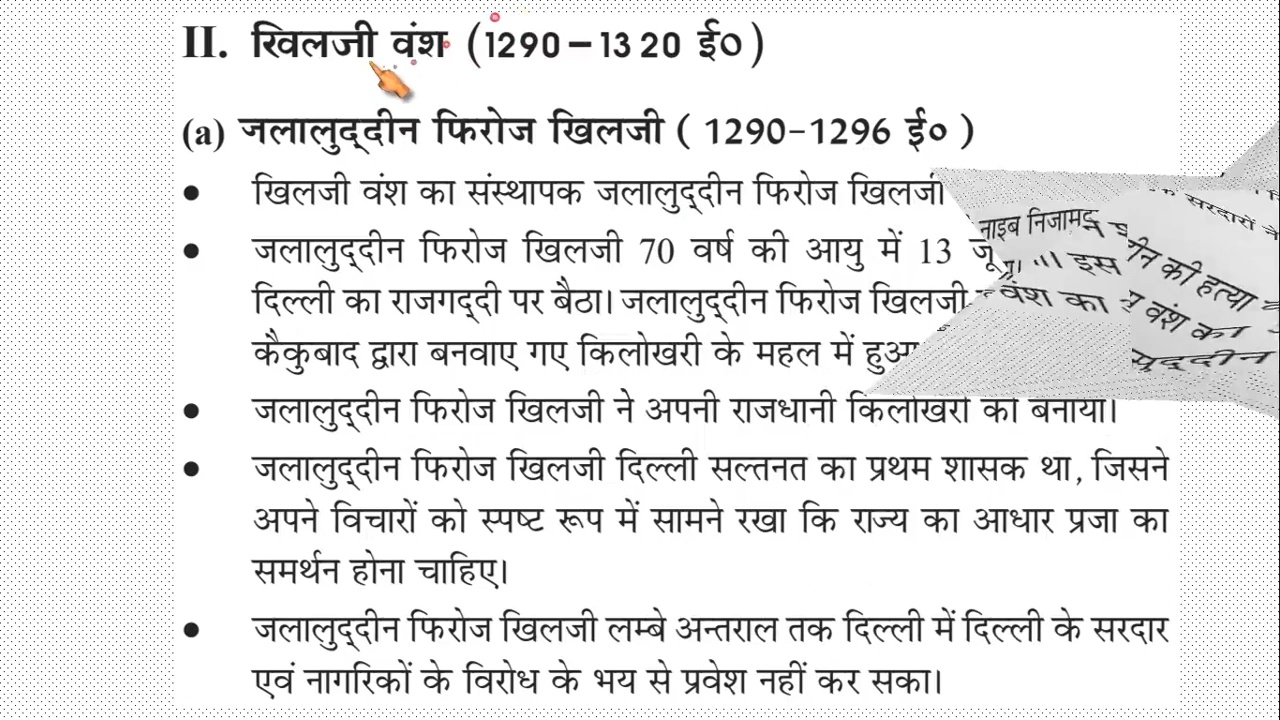 II. खिलजी वंश (1290 – 13 20 ई०)
(a) जलालुद्दीन फिरोज खिलजी ( 1290-1296 ई० )
• खिलजी वंश का संस्थापक जलालुद्दीन फिरोज खिलजी
• जलालुद्दीन फिरोज खिलजी 70 वर्ष की आयु में 13
दिल्ली का राजगद्दी पर बैठा। जलालुद्दीन फिरोज खिलजी
कैकुबाद द्वारा बनवाए गए किलोखरी के महल में
• जलालुद्दीन फिरोज खिलजी ने अपनी राजधानी किलोखरी को बनाया।
• जलालुद्दीन फिरोज खिलजी दिल्ली सल्तनत का प्रथम शासक था, जिसने
अपने विचारों को स्पष्ट रूप में सामने रखा कि राज्य का आधार प्रजा का
समर्थन होना चाहिए।
• जलालुद्दीन फिरोज खिलजी लम्बे अन्तराल तक दिल्ली में दिल्ली के सरदार
एवं नागरिकों के विरोध के भय से प्रवेश नहीं कर सका।
सरदारों
नाइब
इस
की हत्या
वंश का
वंश का